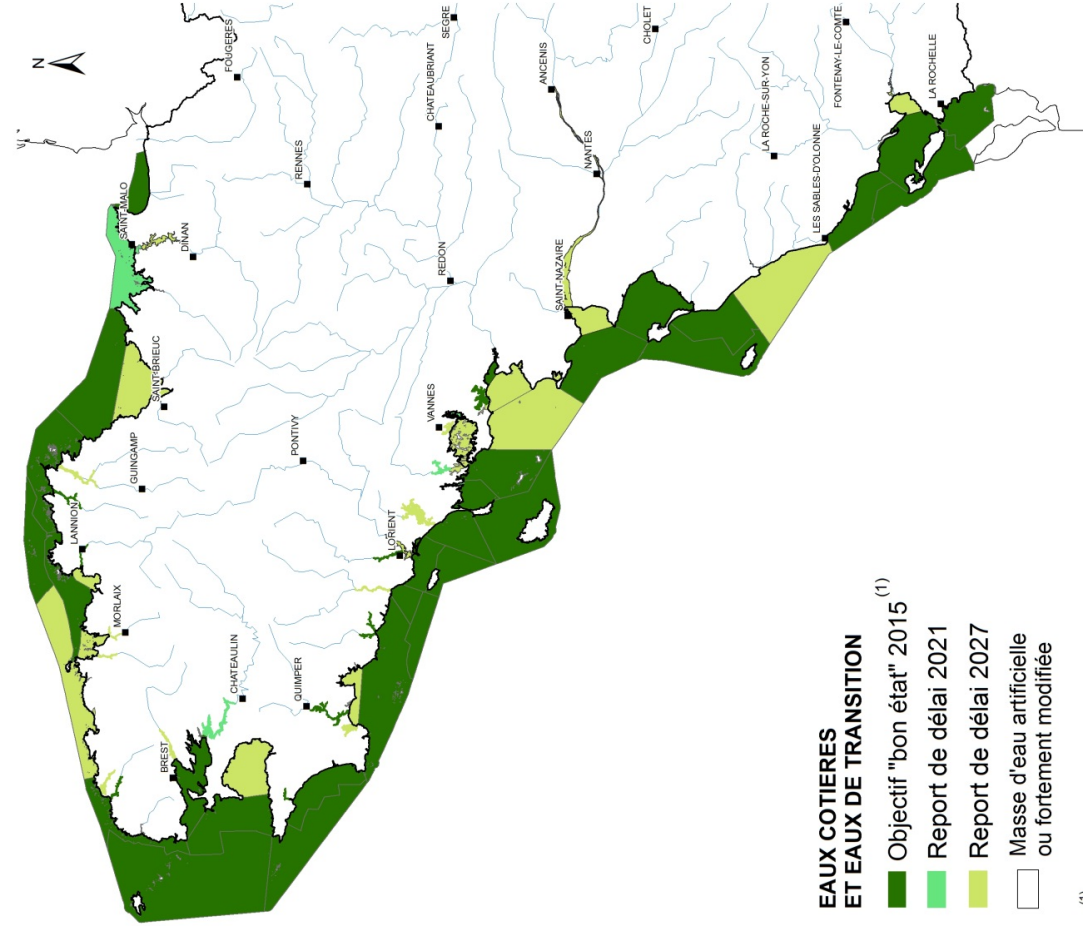 N
FOUGERES
SEGRE
SAINT-MALO
DINAN
RENNES
CHATEAUBRIANT
ANCENIS
CHOLET
LANNION
GUINGAMP
SAINT-BRIEUC
MORLAIX
PONTIVY
REDON
NANTES
SAINT-NAZAIRE
LA ROCHE-SUR-YON
FONTENAY-LE-COMTE
LA ROCHELLE
LES SABLES-D'OLONNE
BREST
CHATEAULIN
QUIMPER
LORIENT
VANNES
EAUX COTIERES
ET EAUX DE TRANSITION
Objectif "bon état" 2015 (1)
Report de délai 2021
Report de délai 2027
Masse d'eau artificielle
ou fortement modifiée
(1)